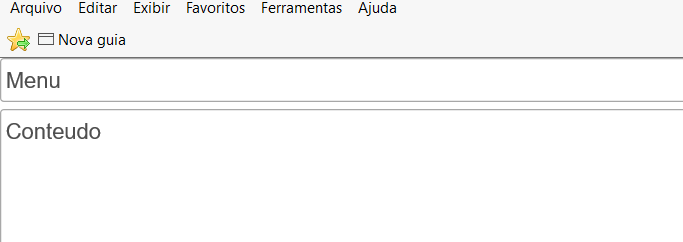 Arquivo Editar Exibir Favoritos Ferramentas Ajuda
Nova guia
Menu
Conteudo